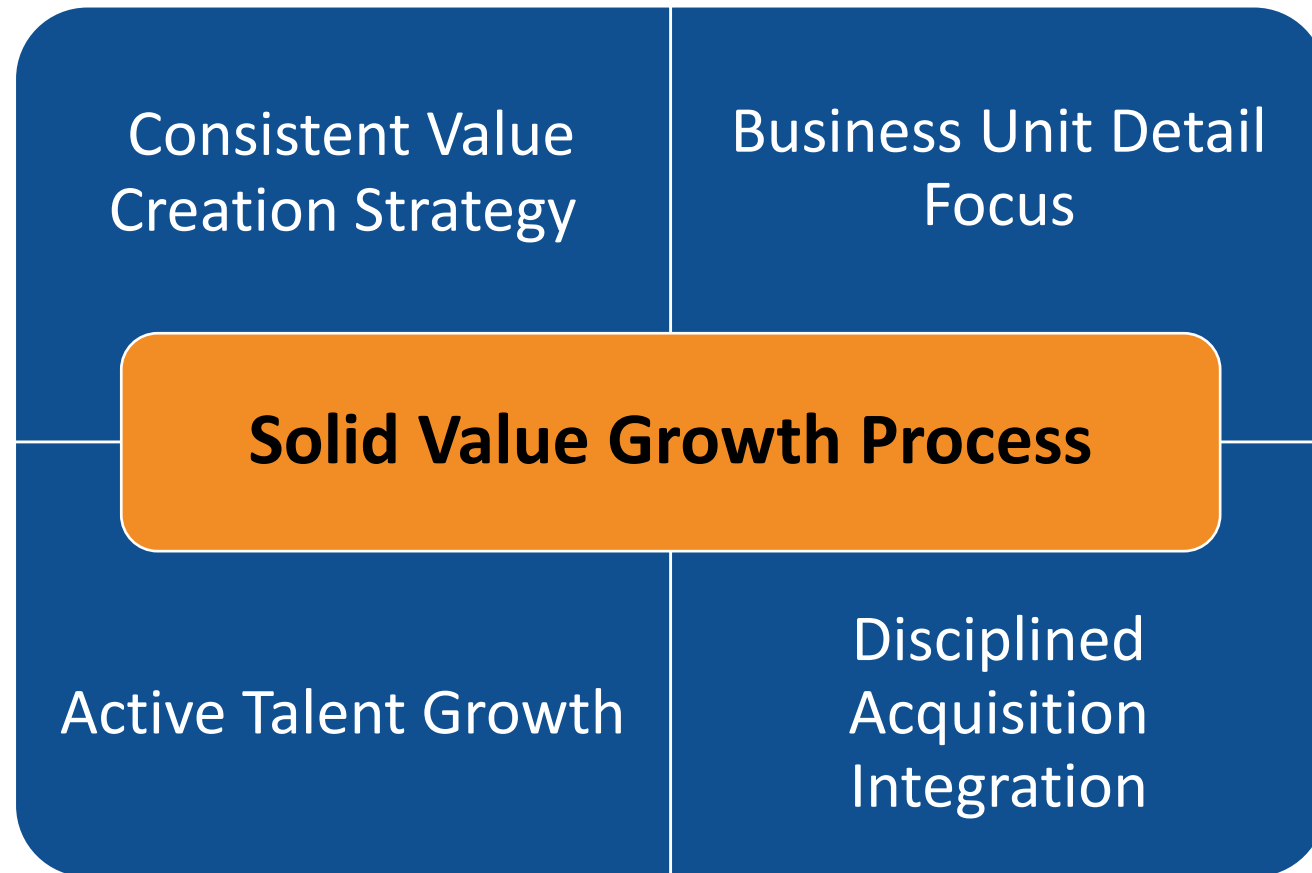 Consistent Value
Creation Strategy
Business Unit Detail
Focus
Solid Value Growth Process
Active Talent Growth
Disciplined
Acquisition
Integration